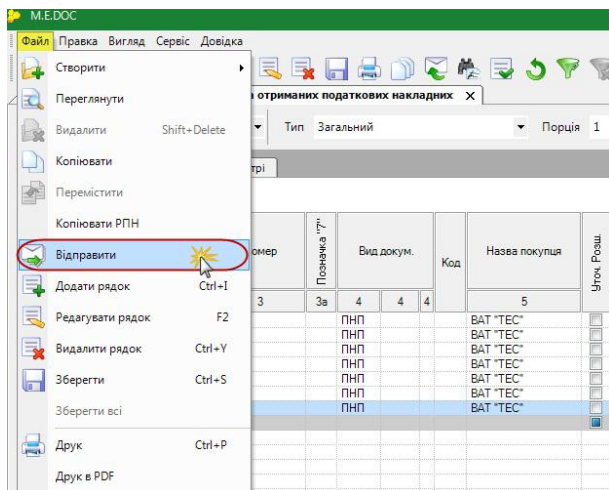 M.E.DOC
Файл Правка Вигляд Сервіс Довідка
Створити
отриманих податкових накладних X
Переглянути
Видалити Shift+Delete
Тип Загальний Порція 1
Копіювати
трі
Перемістити
Копіювати РПН
Відправити
омер Позначка "7" Вид докум. Код Назва покупця Уточ. Розш.
Додати рядок Ctrl+I
3 3а 4 4 4 5
Редагувати рядок F2
ПНП ВАТ "ТЕС"
ПНП ВАТ "ТЕС"
Видалити рядок Ctrl+Y
ПНП ВАТ "ТЕС"
ПНП ВАТ "ТЕС"
Зберегти Ctrl+S
ПНП ВАТ "ТЕС"
ПНП ВАТ "ТЕС"
ПНП ВАТ "ТЕС"
Зберегти всі
Друк Ctrl+P
Друк в PDF